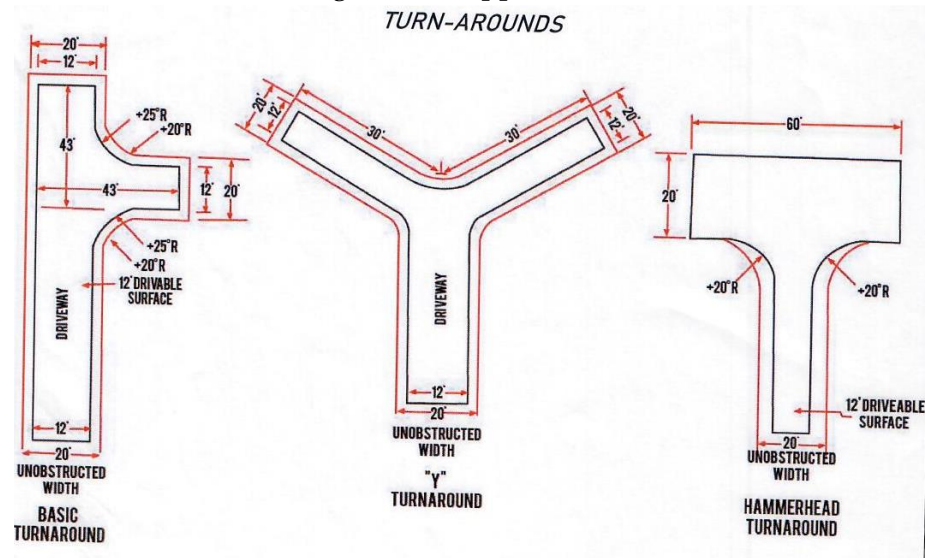 TURN-AROUNDS
20'
12'
+25°R
+20°R
43'
43'
12'
20'
+25°R
+20°R
12' DRIVABLE
SURFACE
DRIVEWAY
12'
20'
UNOBSTRUCTED
WIDTH
BASIC
TURNAROUND
20'
12'
30'
30'
20'
12'
DRIVEWAY
12'
20'
UNOBSTRUCTED
WIDTH
"Y"
TURNAROUND
60'
20'
+20°R
+20°R
12' DRIVEABLE
SURFACE
20'
UNOBSTRUCTED
WIDTH
HAMMERHEAD
TURNAROUND